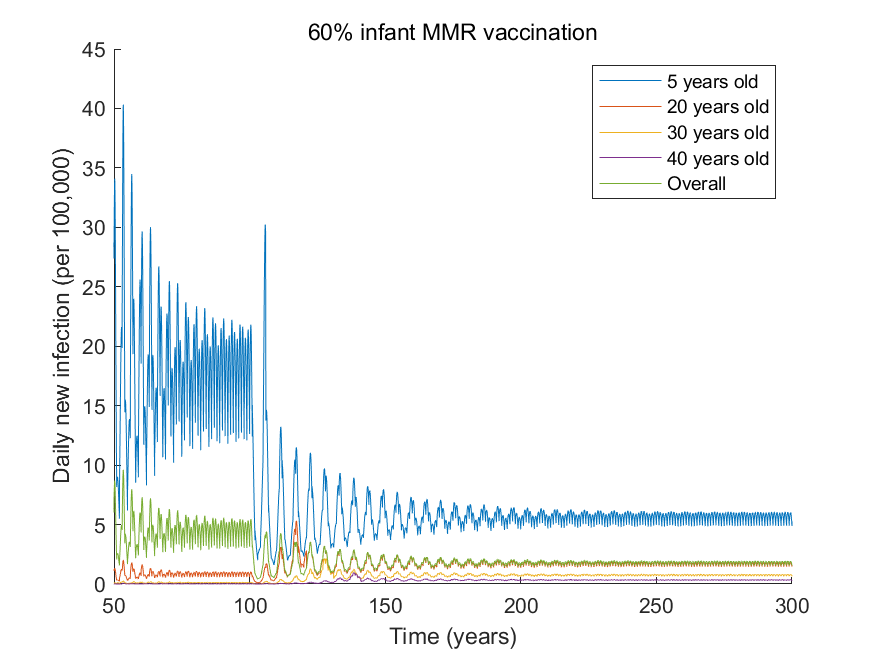 60% infant MMR vaccination
45
40
35
30
25
20
15
10
5
0
Daily new infection (per 100,000)
50
100
150
200
250
300
Time (years)
5 years old
20 years old
30 years old
40 years old
Overall